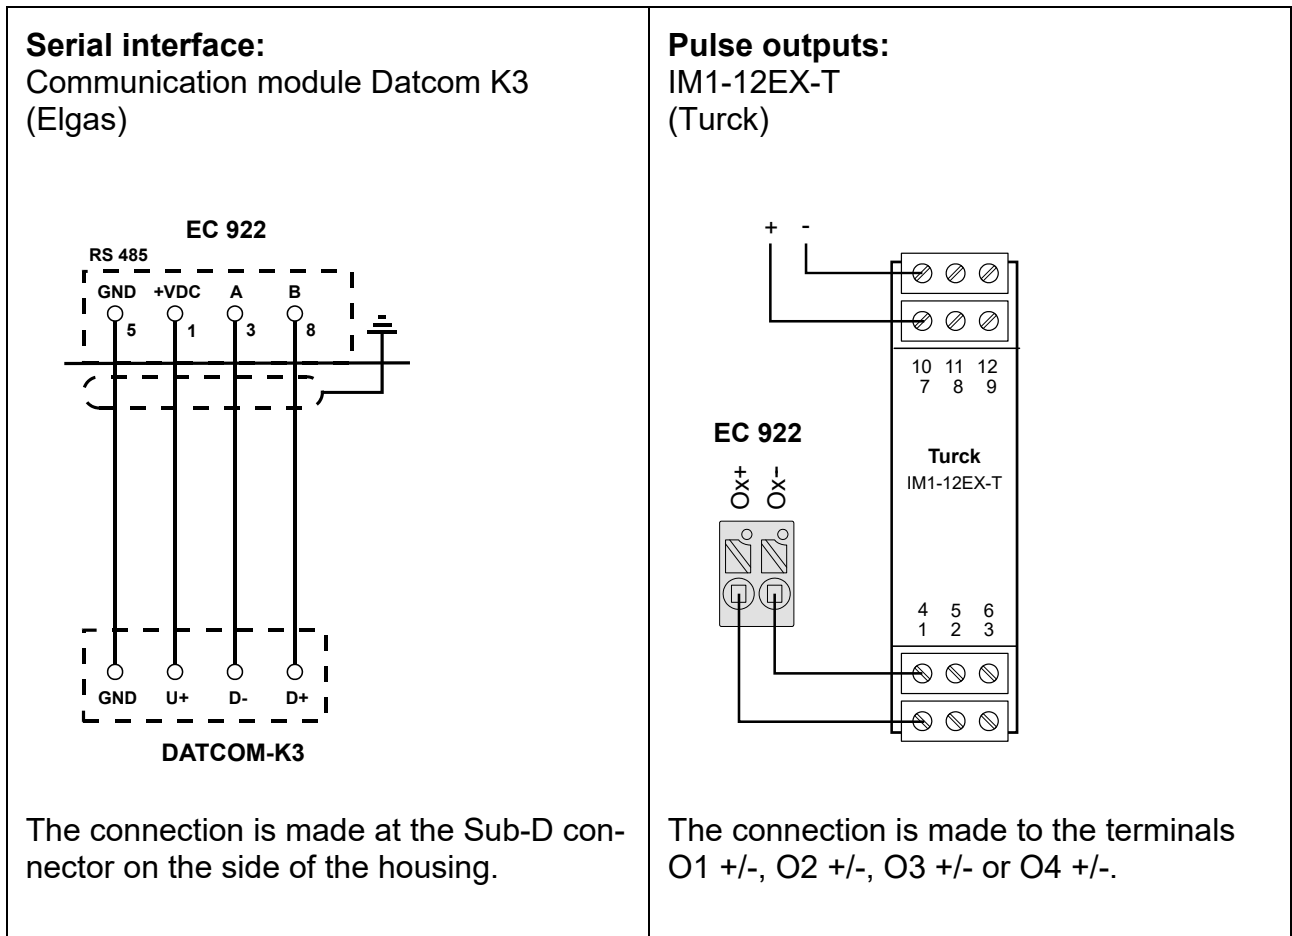 Serial interface:
Communication module Datcom K3
(Elgas)
EC 922
RS 485
GND +VDC A B
5 1 3 8
GND U+ D- D+
DATCOM-K3
The connection is made at the Sub-D con-
nector on the side of the housing.
Pulse outputs:
IM1-12EX-T
(Turck)
+ -
10 11 12
7 8 9
EC 922
Ox+ Ox-
Turck
IM1-12EX-T
4 5 6
1 2 3
The connection is made to the terminals
O1 +/-, O2 +/-, O3 +/- or O4 +/-.